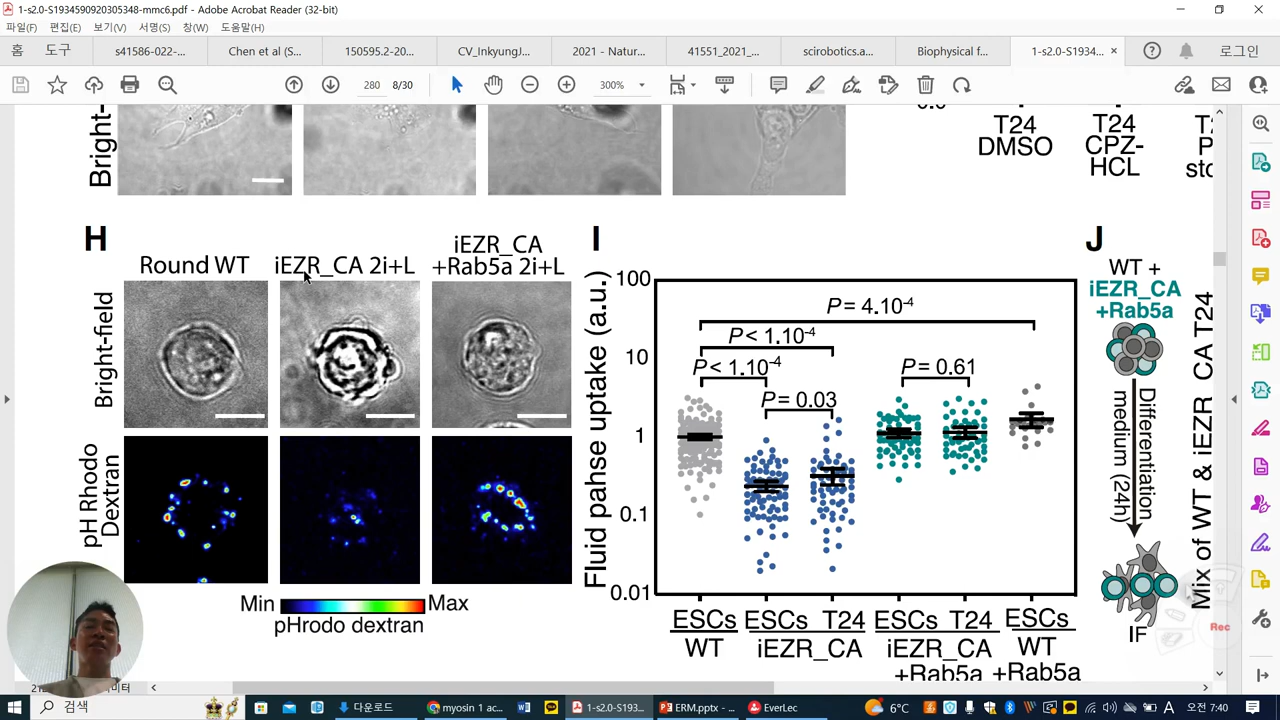 1-s2.0-S1934590920305348-mmc6.pdf - Adobe Acrobat Reader (32-bit)
파일(F) 편집(E) 보기(V) 서명(S) 창(W) 도움말(H)
홈 도구 s41586-022-... Chen et al (S... 150595.2-20... CV_InkyungJ... 2021 - Natur... 41551_2021_... scirobotics.a... Biophysical f... 1-s2.0-S1934... × 로그인
280 8/30 300%
Bright-
0.0
T24 DMSO
T24 CPZ-HCL
H
Round WT
iEZR_CA 2i+L
iEZR_CA
+Rab5a 2i+L
Bright-field
pH Rhodo
Dextran
Min Max
pHrodo dextran
I
Fluid pahse uptake (a.u.)
100
10
1
0.1
0.01
P = 4.10-4
P < 1.10-4
P < 1.10-4
P = 0.61
P = 0.03
ESCs ESCs T24 ESCs T24 ESCs
WT iEZR_CA iEZR_CA WT
+Rab5a +Rab5a
J
WT +
iEZR_CA
+Rab5a
Differentiation
medium (24h)
IF
Mix of WT & iEZR CA T24
Rec
검색 다운로드 myosin 1 ac... 1-s2.0-S193... ERM.pptx - ... EverLec 6°C A 오전 7:40